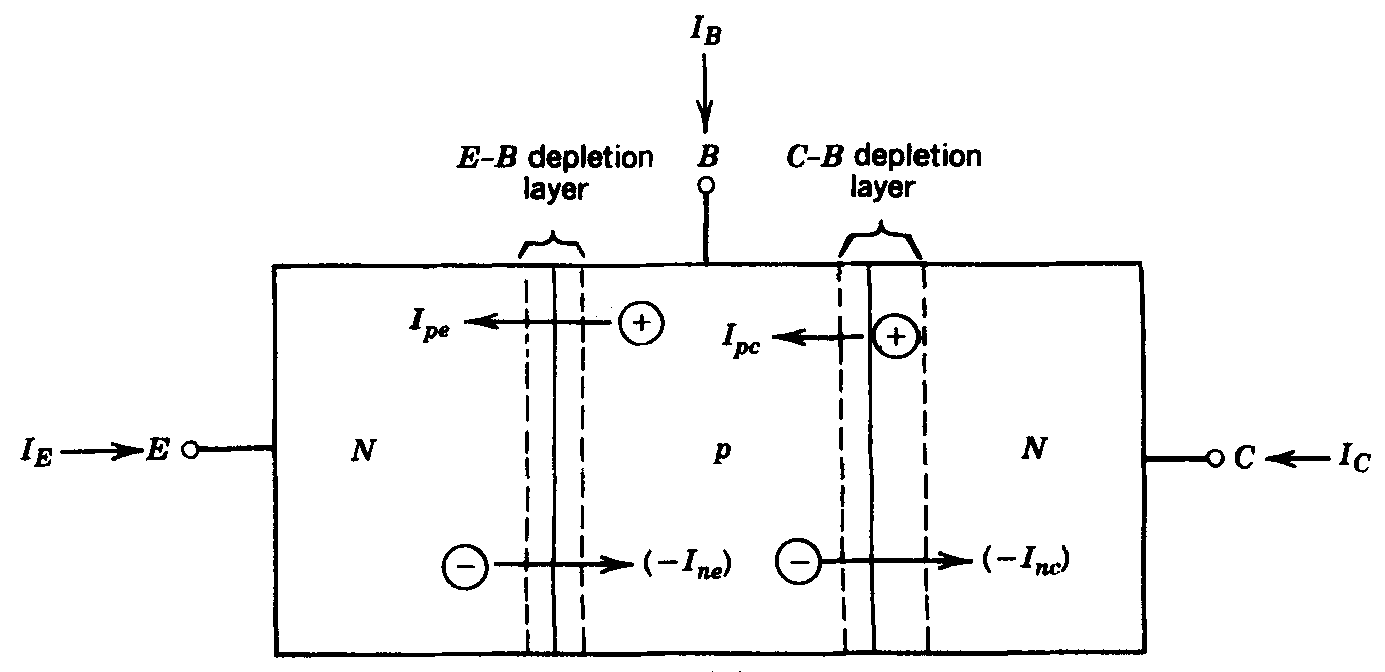 I_B
E-B depletion layer
B
C-B depletion layer
I_pe
+
I_pc
+
I_E
E
N
p
N
C
I_C
−
(−I_ne)
−
(−I_nc)